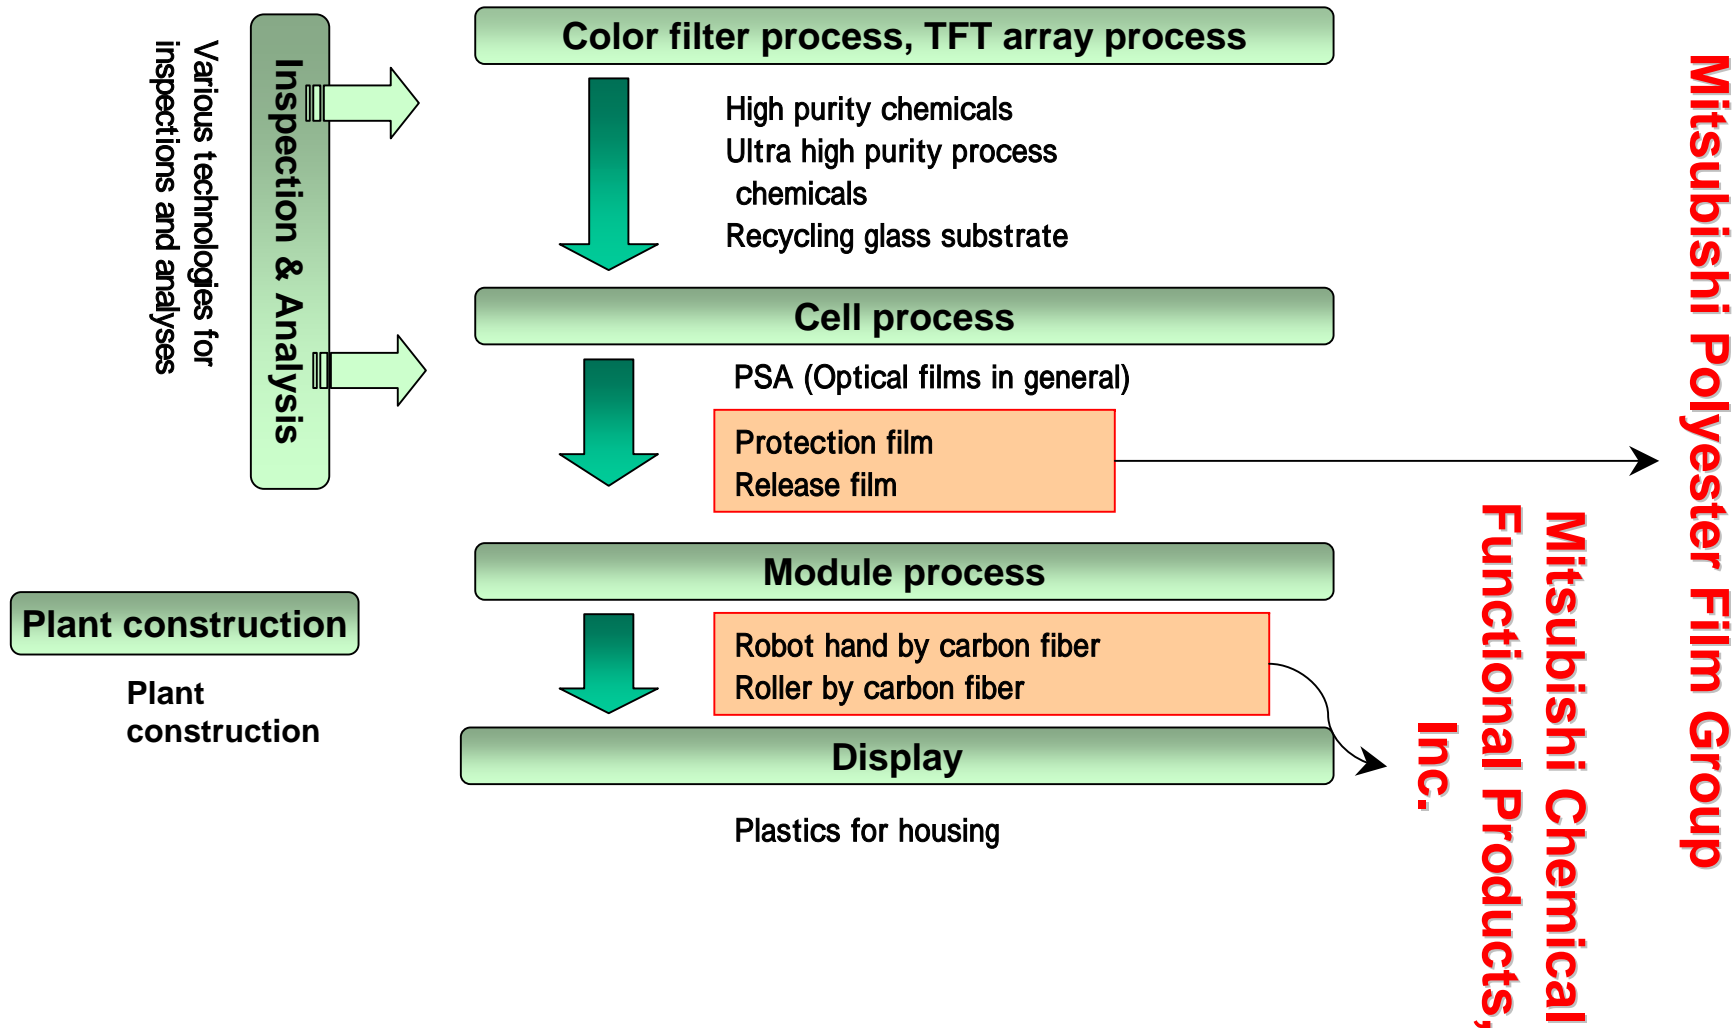 Various technologies for
inspections and analyses
Inspection & Analysis
Color filter process, TFT array process
High purity chemicals
Ultra high purity process
chemicals
Recycling glass substrate
Cell process
PSA (Optical films in general)
Protection film
Release film
Module process
Robot hand by carbon fiber
Roller by carbon fiber
Display
Plastics for housing
Plant construction
Plant
construction
Mitsubishi Polyester Film Group
Mitsubishi Chemical
Functional Products,
Inc.